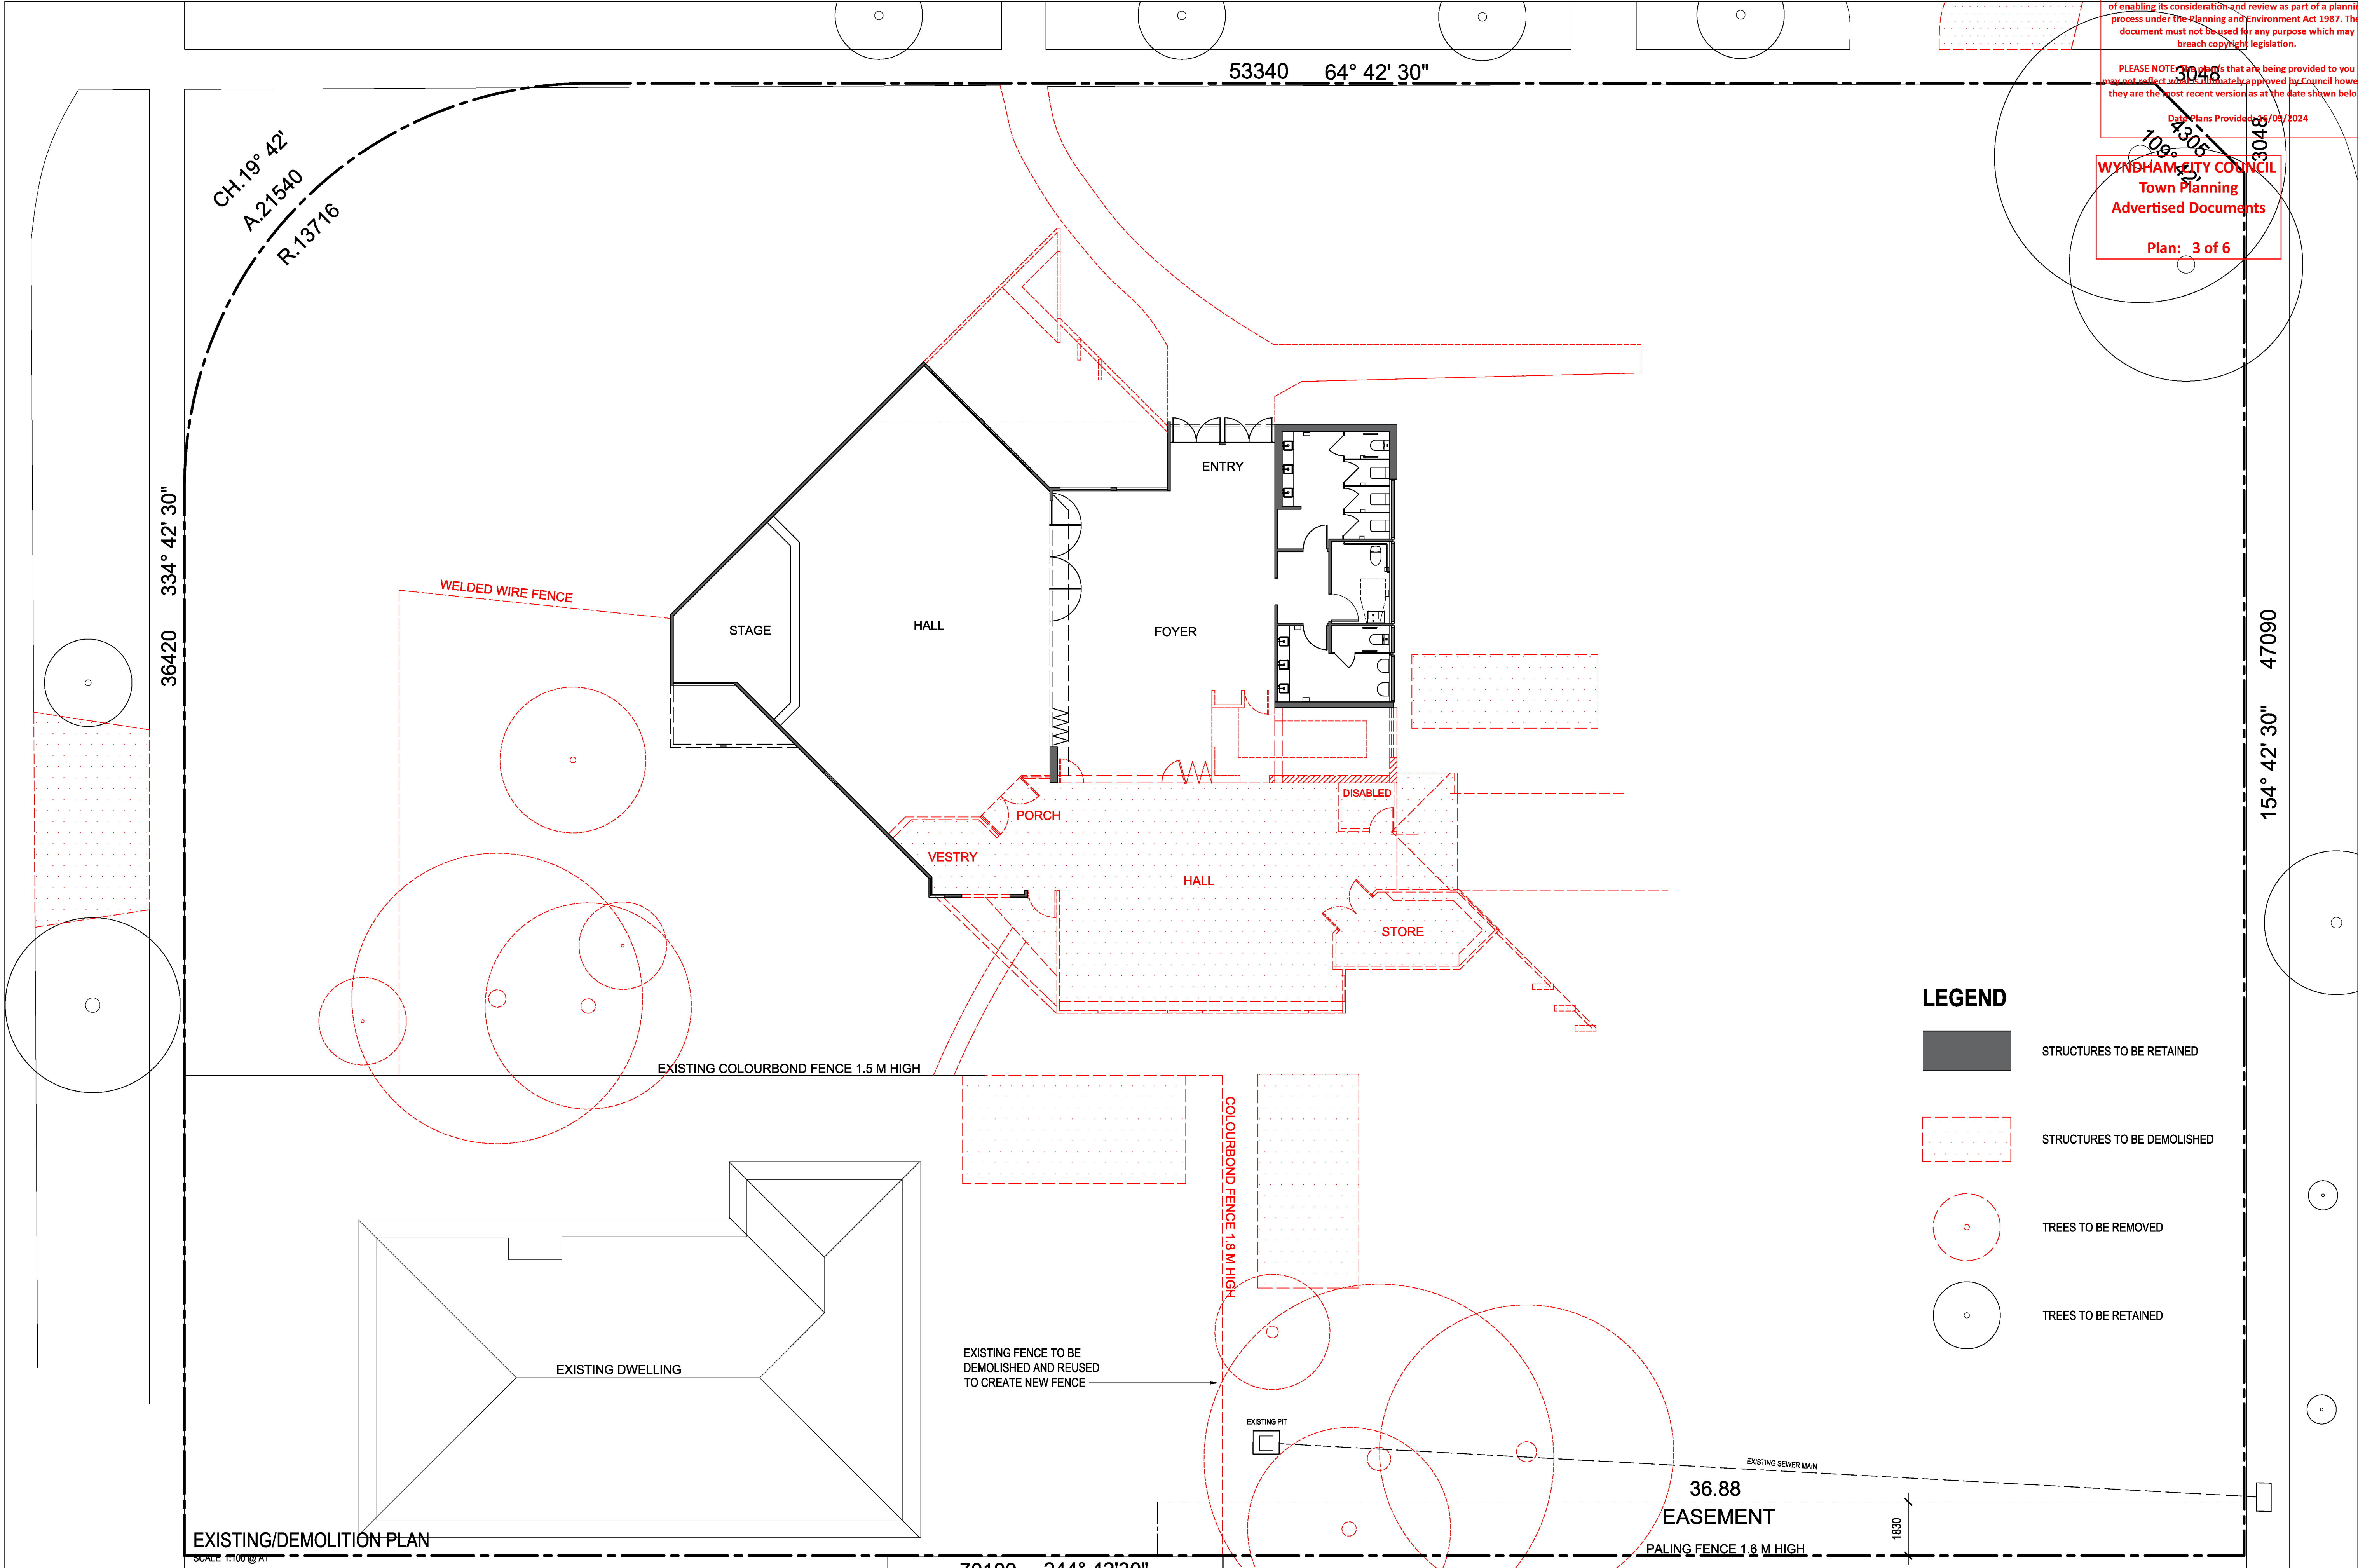 of enabling its consideration and review as part of a
process under the Planning and Environment Act 1987.
document must not be used for any purpose which may
breach copyright legislation.
PLEASE NOTE: The plan's that are being provided to you
may not reflect what is ultimately approved by Council
they are the most recent version as at the date shown
Date Plans Provided: 16/09/2024
WYNDHAM CITY COUNCIL
Town Planning
Advertised Documents
Plan: 3 of 6
53340 64° 42' 30"
3048
3048
4305
109° 42'
CH.19° 42'
A.21540
R.13716
36420 334° 42' 30"
154° 42' 30" 47090
ENTRY
WELDED WIRE FENCE
STAGE
HALL
FOYER
DISABLED
PORCH
VESTRY
HALL
STORE
EXISTING COLOURBOND FENCE 1.5 M HIGH
COLOURBOND FENCE 1.8 M HIGH
LEGEND
STRUCTURES TO BE RETAINED
STRUCTURES TO BE DEMOLISHED
TREES TO BE REMOVED
TREES TO BE RETAINED
EXISTING DWELLING
EXISTING FENCE TO BE
DEMOLISHED AND REUSED
TO CREATE NEW FENCE
EXISTING PIT
EXISTING SEWER MAIN
36.88
EASEMENT
1830
PALING FENCE 1.6 M HIGH
EXISTING/DEMOLITION PLAN
SCALE 1:100 @ A1
70100 244° 42'30"